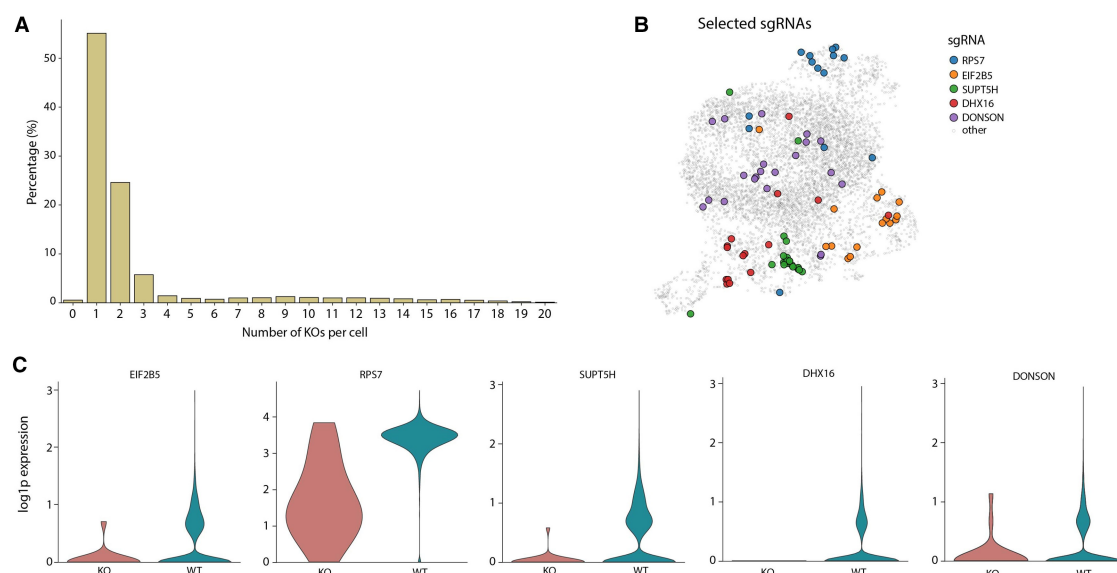 A
Percentage (%)
50
40
30
20
10
0
0 1 2 3 4 5 6 7 8 9 10 11 12 13 14 15 16 17 18 19 20
Number of KOs per cell
B
Selected sgRNAs
sgRNA
RPS7
EIF2B5
SUPT5H
DHX16
DONSON
other
C
log1p expression
EIF2B5
3
2
1
0
KO WT
RPS7
4
3
2
1
0
KO WT
SUPT5H
3
2
1
0
KO WT
DHX16
3
2
1
0
KO WT
DONSON
3
2
1
0
KO WT